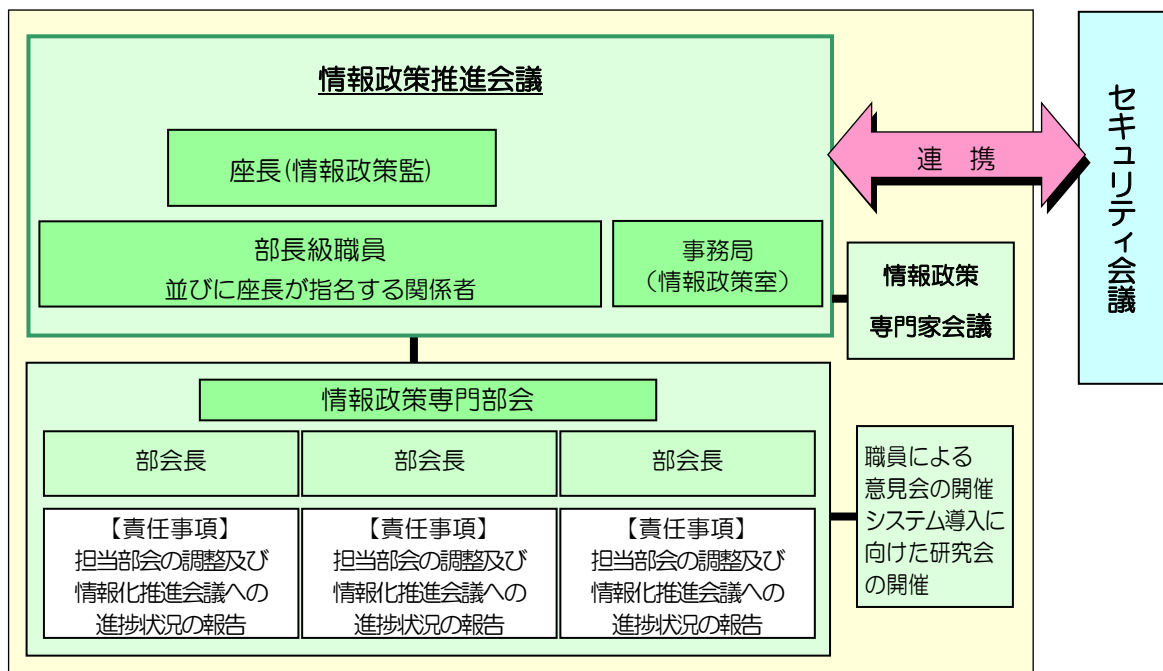 情報政策推進会議
座長(情報政策監)
部長級職員
並びに座長が指名する関係者
事務局
（情報政策室）
連　携
セキュリティ会議
情報政策
専門家会議
情報政策専門部会
部会長
【責任事項】
担当部会の調整及び
情報化推進会議への
進捗状況の報告
部会長
【責任事項】
担当部会の調整及び
情報化推進会議への
進捗状況の報告
部会長
【責任事項】
担当部会の調整及び
情報化推進会議への
進捗状況の報告
職員による
意見会の開催
システム導入に
向けた研究会
の開催